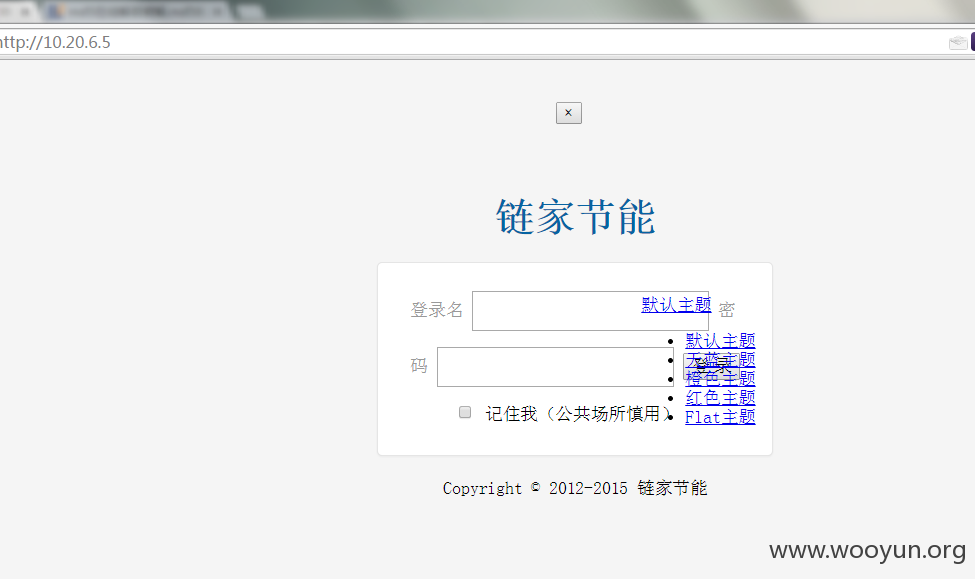 http://10.20.6.5
×
链家节能
登录名 默认主题 密
默认主题
天蓝主题
码 登录
橙色主题
红色主题
记住我（公共场所慎用）
Flat主题
Copyright © 2012-2015 链家节能
www.wooyun.org